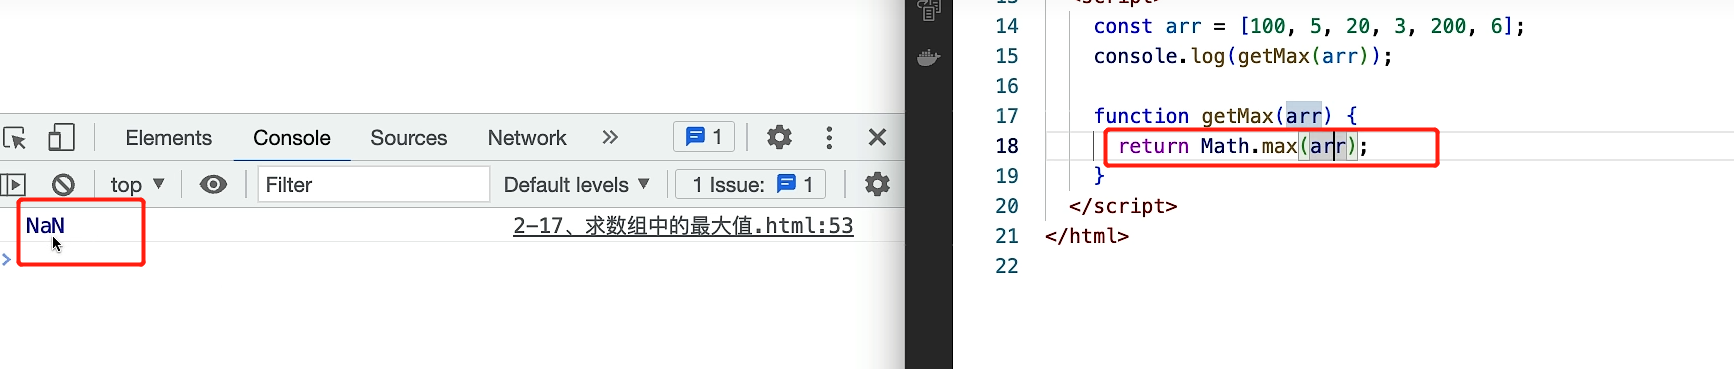 Elements Console Sources Network » 1
top ▼ Filter Default levels ▼ 1 Issue: 1
NaN 2-17、求数组中的最大值.html:53
>
14 const arr = [100, 5, 20, 3, 200, 6];
15 console.log(getMax(arr));
16
17 function getMax(arr) {
18 return Math.max(arr);
19 }
20 </script>
21 </html>
22